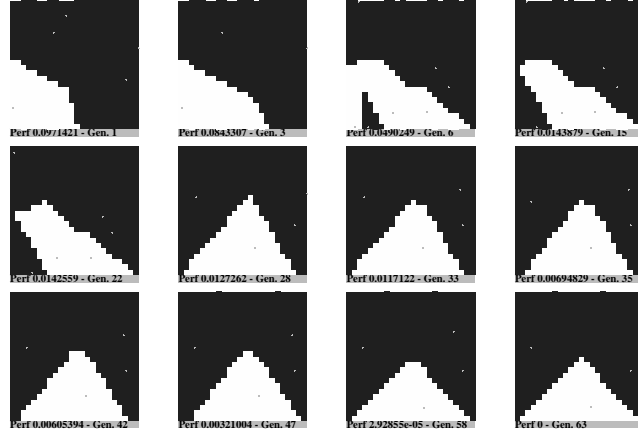 Perf 0.0971421 - Gen. 1
Perf 0.0843307 - Gen. 3
Perf 0.0490249 - Gen. 6
Perf 0.0143879 - Gen. 15
Perf 0.0142559 - Gen. 22
Perf 0.0127262 - Gen. 28
Perf 0.0117122 - Gen. 33
Perf 0.00694829 - Gen. 35
Perf 0.00605394 - Gen. 42
Perf 0.00321004 - Gen. 47
Perf 2.92855e-05 - Gen. 58
Perf 0 - Gen. 63